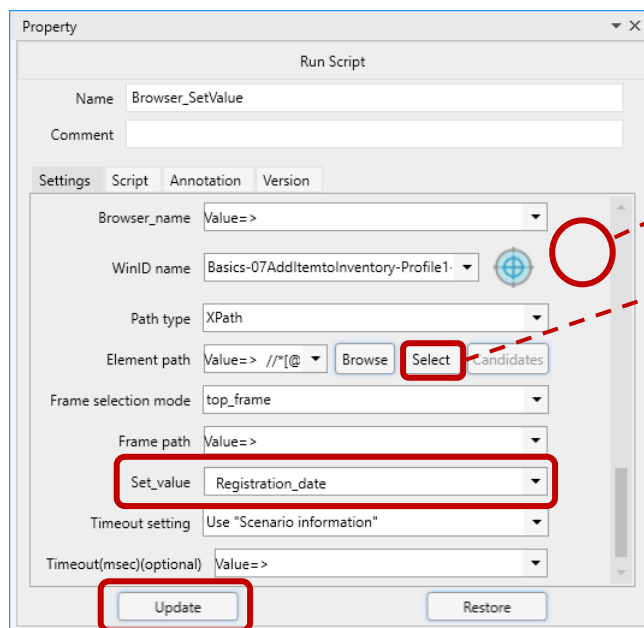 Property
Run Script
Name Browser_SetValue
Comment
Settings Script Annotation Version
Browser_name Value=>
WinID name Basics-07AddItemtoInventory-Profile1-
Path type XPath
Element path Value=> //*[@ Browse Select Candidates
Frame selection mode top_frame
Frame path Value=>
Set_value Registration_date
Timeout setting Use "Scenario information"
Timeout(msec)(optional) Value=>
Update Restore